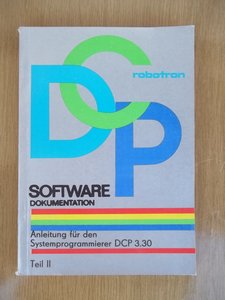 DCP
robotron
SOFTWARE
DOKUMENTATION
Anleitung für den
Systemprogrammierer DCP 3.30
Teil II